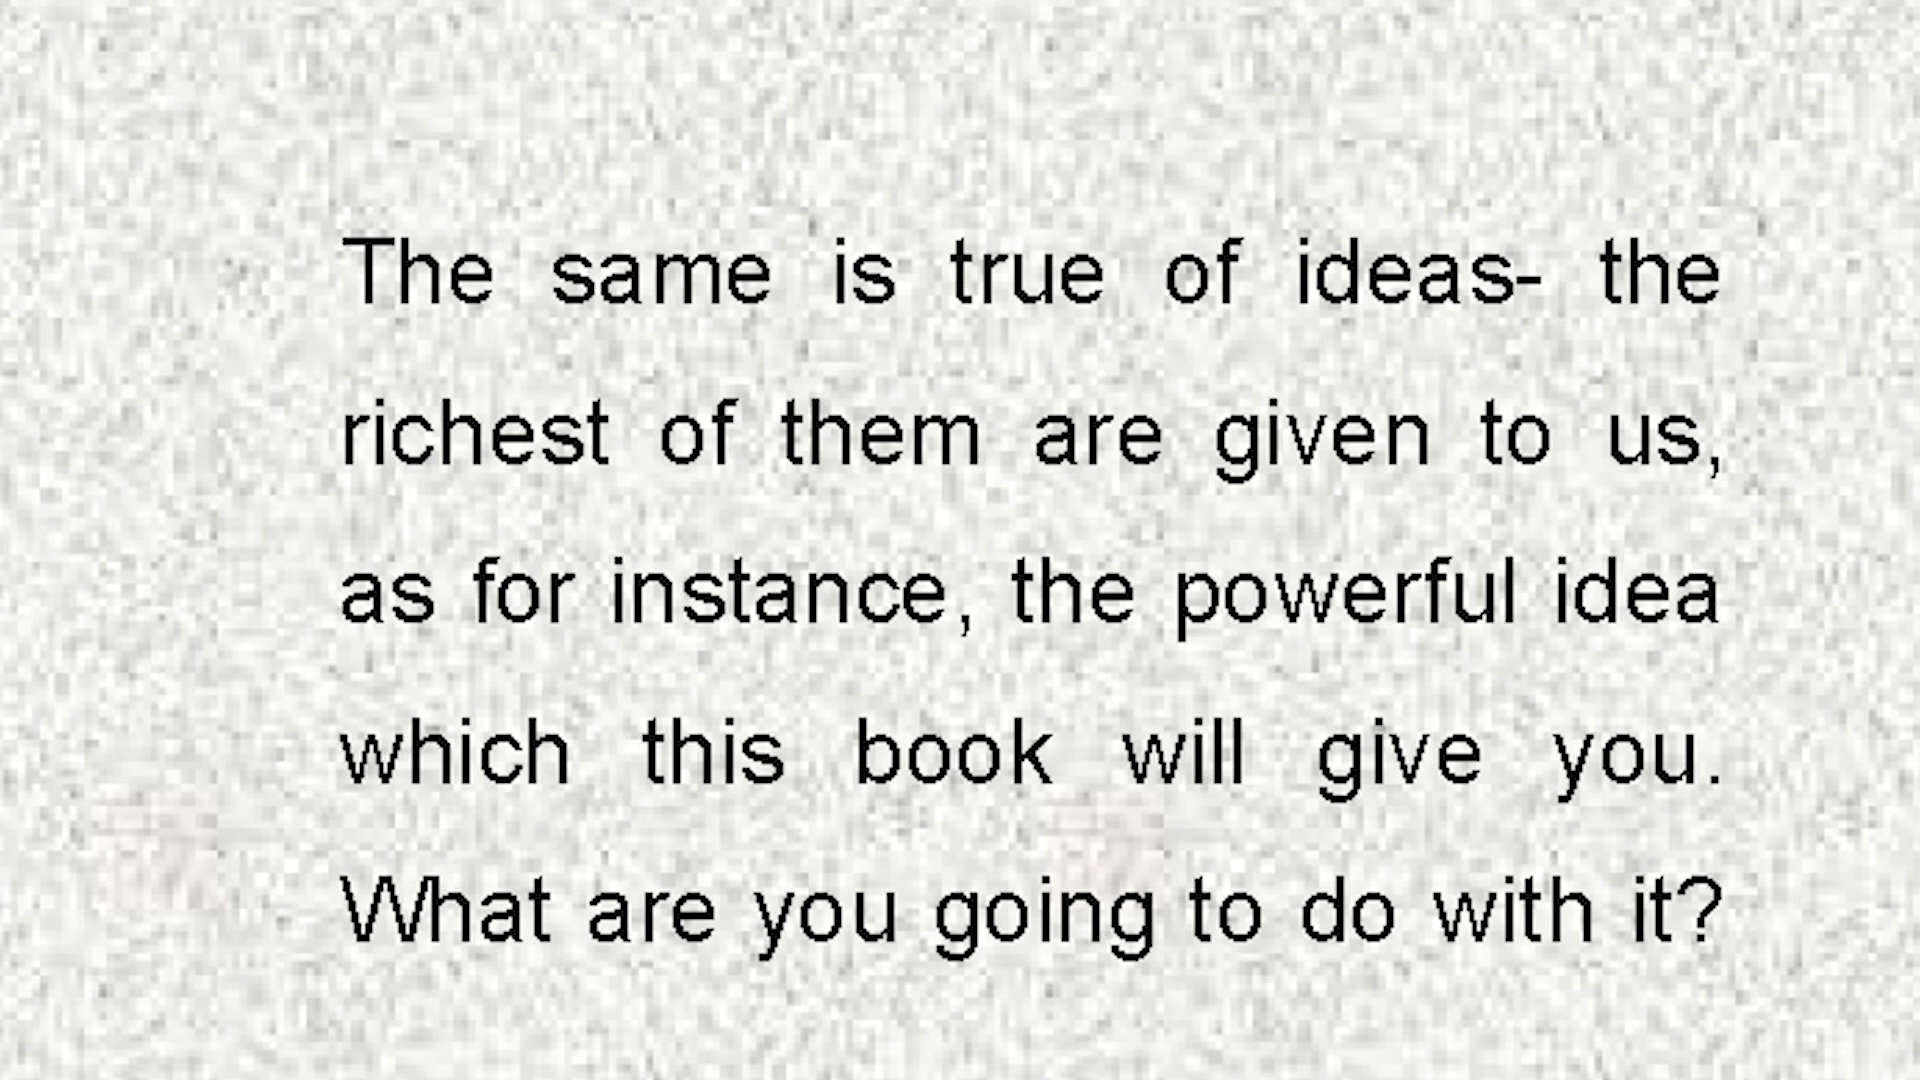 The same is true of ideas- the
richest of them are given to us,
as for instance, the powerful idea
which this book will give you.
What are you going to do with it?